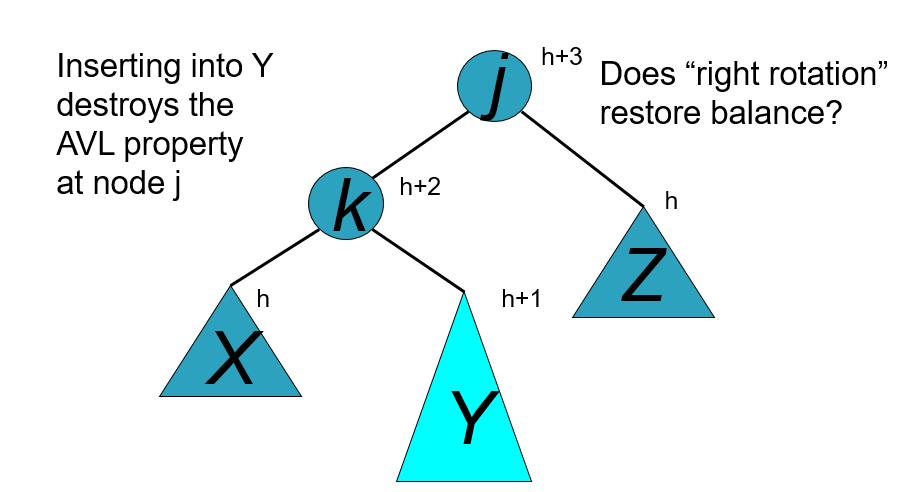 Inserting into Y
destroys the
AVL property
at node j
j
h+3
Does “right rotation”
restore balance?
k
h+2
h
Z
h
X
h+1
Y